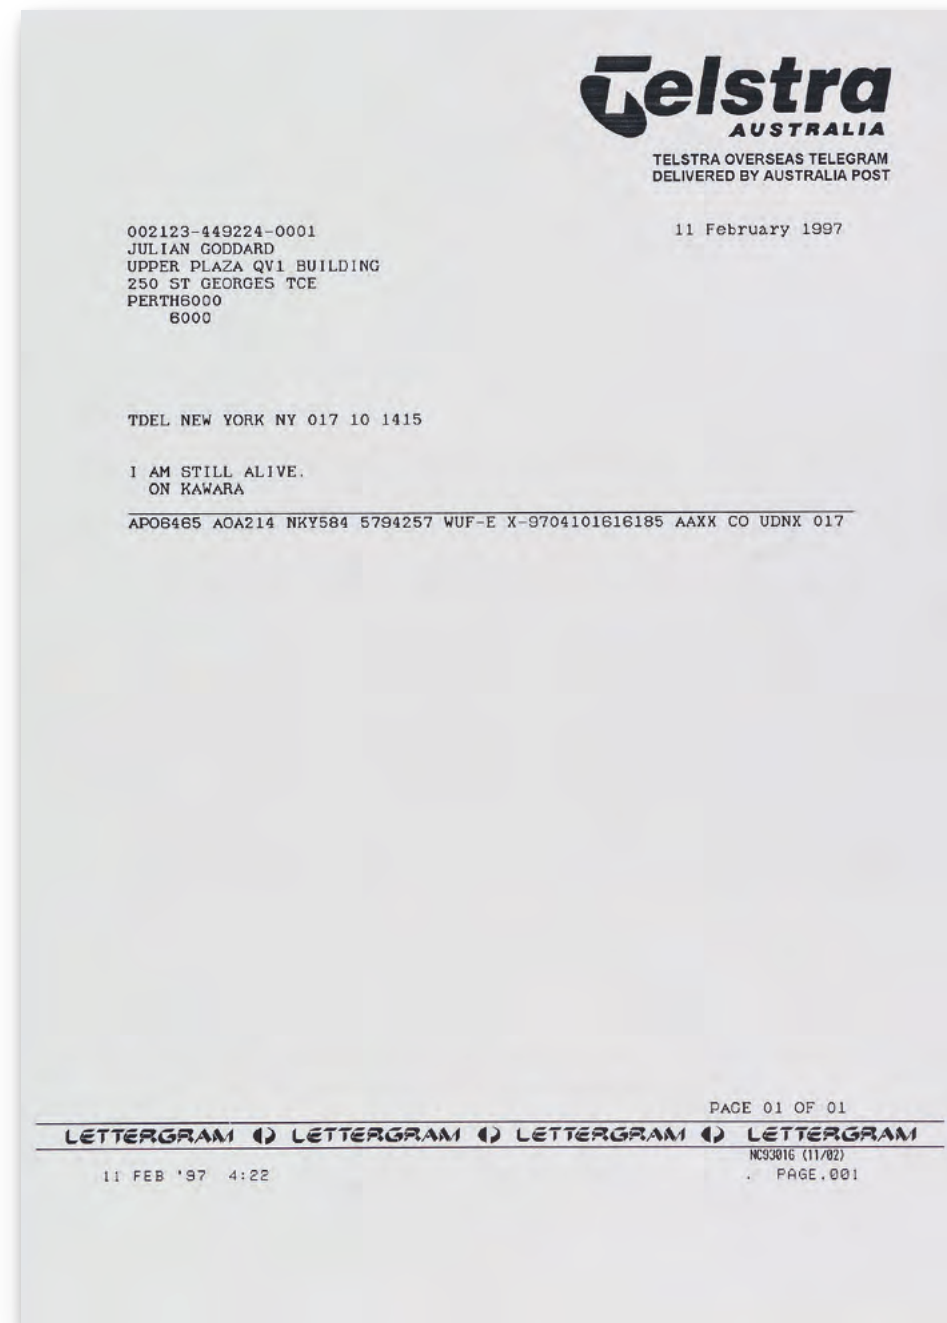 Telstra
AUSTRALIA
TELSTRA OVERSEAS TELEGRAM
DELIVERED BY AUSTRALIA POST
002123-449224-0001
11 February 1997
JULIAN GODDARD
UPPER PLAZA QV1 BUILDING
250 ST GEORGES TCE
PERTH6000
6000
TDEL NEW YORK NY 017 10 1415
I AM STILL ALIVE.
ON KAWARA
AP06465 AOA214 NKY584 5794257 WUF-E X-9704101616185 AAXX CO UDNX 017
PAGE 01 OF 01
LETTERGRAM LETTERGRAM LETTERGRAM LETTERGRAM
NC93016 (11/92)
11 FEB '97 4:22 . PAGE.001